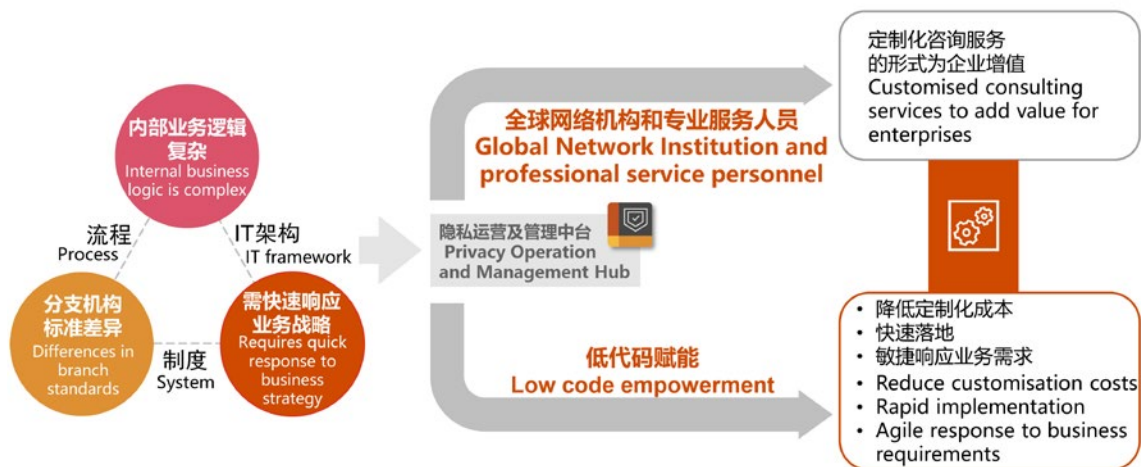 内部业务逻辑
复杂
Internal business
logic is complex
流程
Process
IT架构
IT framework
分支机构
标准差异
Differences in
branch
standards
制度
System
需快速响应
业务战略
Requires quick
response to
business
strategy
隐私运营及管理中台
Privacy Operation
and Management Hub
全球网络机构和专业服务人员
Global Network Institution and
professional service personnel
低代码赋能
Low code empowerment
定制化咨询服务
的形式为企业增值
Customised consulting
services to add value for
enterprises
• 降低定制化成本
• 快速落地
• 敏捷响应业务需求
• Reduce customisation costs
• Rapid implementation
• Agile response to business
requirements